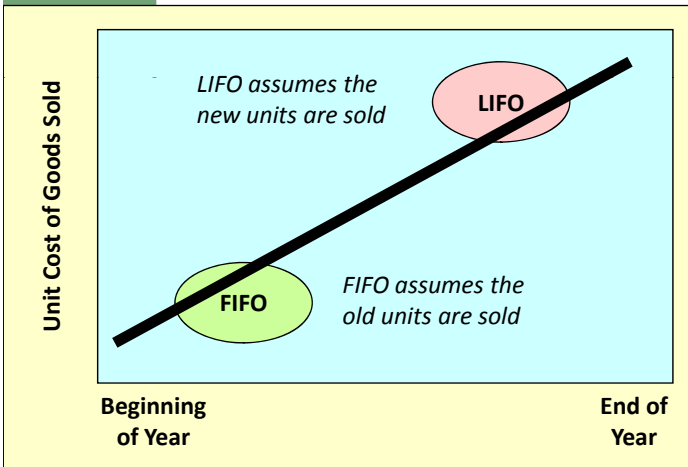 Unit Cost of Goods Sold
LIFO assumes the
new units are sold
LIFO
FIFO
FIFO assumes the
old units are sold
Beginning
of Year
End of
Year